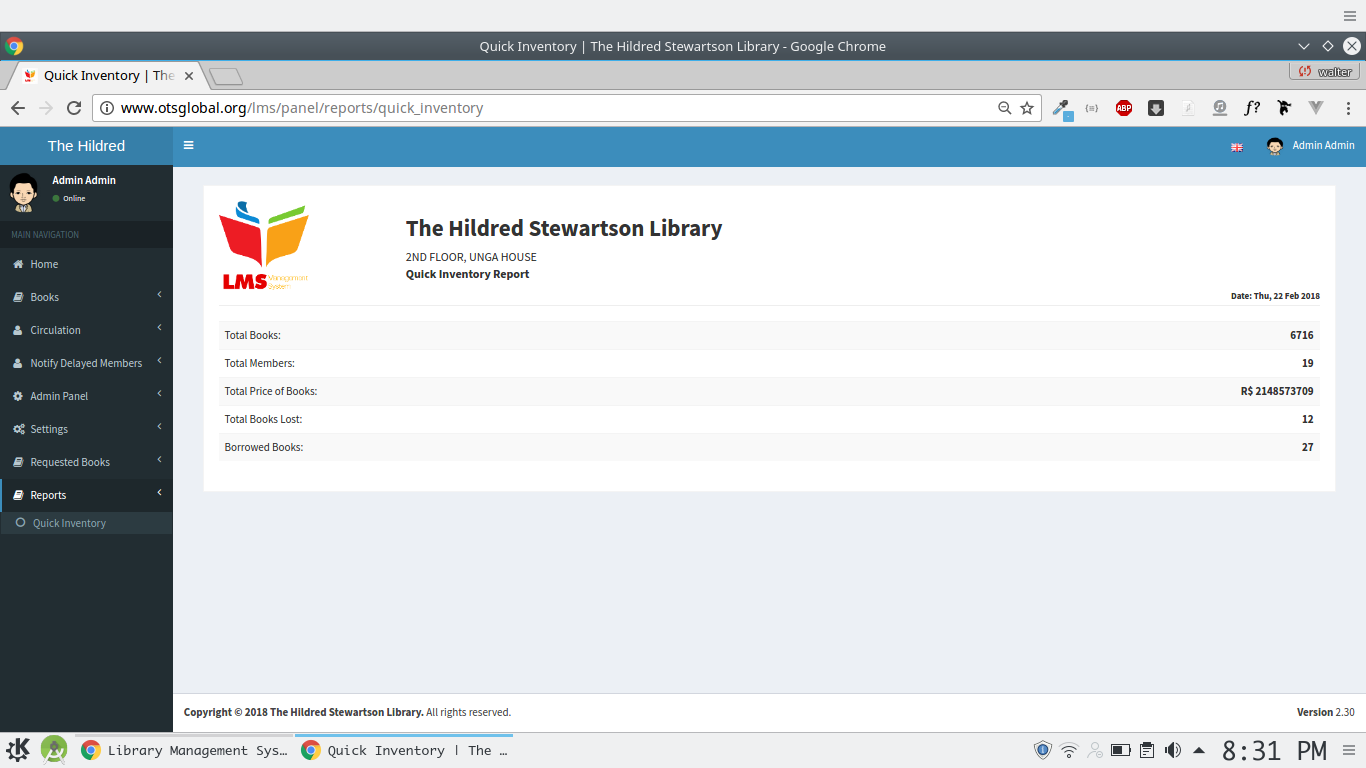 Quick Inventory | The Hildred Stewartson Library - Google Chrome
Quick Inventory | The
walter
www.otsglobal.org/lms/panel/reports/quick_inventory
ABP
f?
The Hildred
Admin Admin
Admin Admin
Online
MAIN NAVIGATION
Home
Books
Circulation
Notify Delayed Members
Admin Panel
Settings
Requested Books
Reports
Quick Inventory
LMS Management System
The Hildred Stewartson Library
2ND FLOOR, UNGA HOUSE
Quick Inventory Report
Date: Thu, 22 Feb 2018
Total Books: 6716
Total Members: 19
Total Price of Books: R$ 2148573709
Total Books Lost: 12
Borrowed Books: 27
Copyright © 2018 The Hildred Stewartson Library. All rights reserved. Version 2.30
Library Management Sys… Quick Inventory | The … 8:31 PM